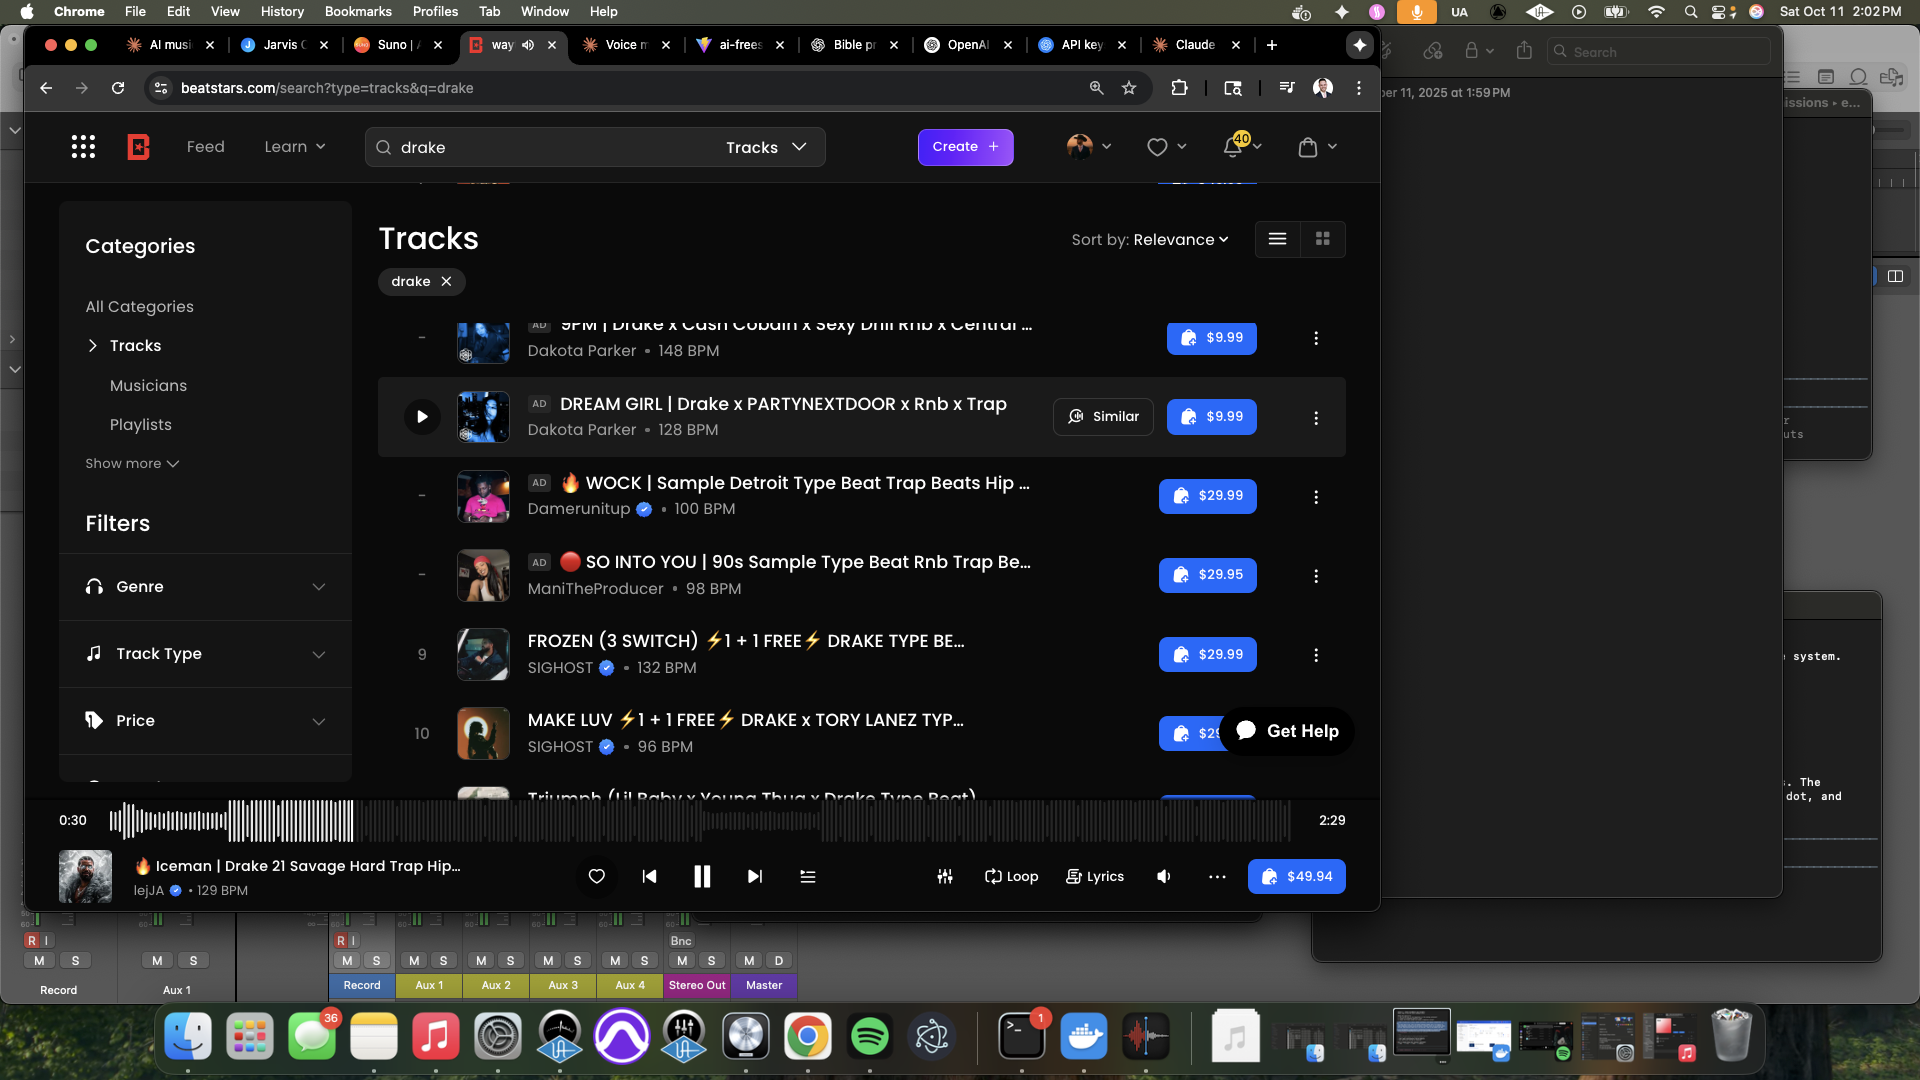 Chrome File Edit View History Bookmarks Profiles Tab Window Help
UA
Sat Oct 11 2:02 PM
AI musi
Jarvis C
Suno | A
way
Voice m
ai-frees
Bible pr
OpenAI
API key
Claude
beatstars.com/search?type=tracks&q=drake
Search
er 11, 2025 at 1:59 PM
issions • e...
Feed
Learn
drake
Tracks
Create +
40
Categories
All Categories
Tracks
Musicians
Playlists
Show more
Filters
Genre
Track Type
Price
Tracks
Sort by: Relevance
drake
AD 9PM | Drake x Cash Cobain x Sexy Drill Rnb x Central ...
Dakota Parker • 148 BPM
$9.99
AD DREAM GIRL | Drake x PARTYNEXTDOOR x Rnb x Trap
Dakota Parker • 128 BPM
Similar
$9.99
AD 🔥 WOCK | Sample Detroit Type Beat Trap Beats Hip ...
Damerunitup • 100 BPM
$29.99
AD 🔴 SO INTO YOU | 90s Sample Type Beat Rnb Trap Be...
ManiTheProducer • 98 BPM
$29.95
9
FROZEN (3 SWITCH) ⚡1 + 1 FREE⚡ DRAKE TYPE BE...
SIGHOST • 132 BPM
$29.99
10
MAKE LUV ⚡1 + 1 FREE⚡ DRAKE x TORY LANEZ TYP...
SIGHOST • 96 BPM
$29
Get Help
Triumph (Lil Baby x Young Thug x Drake Type Beat)
uts
e system.
. The
dot, and
0:30
2:29
🔥 Iceman | Drake 21 Savage Hard Trap Hip...
lejJA • 129 BPM
Loop
Lyrics
$49.94
R I
R I
Bnc
M S
M S
M S
M S
M S
M S
M S
M S
M D
Record
Aux 1
Record
Aux 1
Aux 2
Aux 3
Aux 4
Stereo Out
Master
36
1